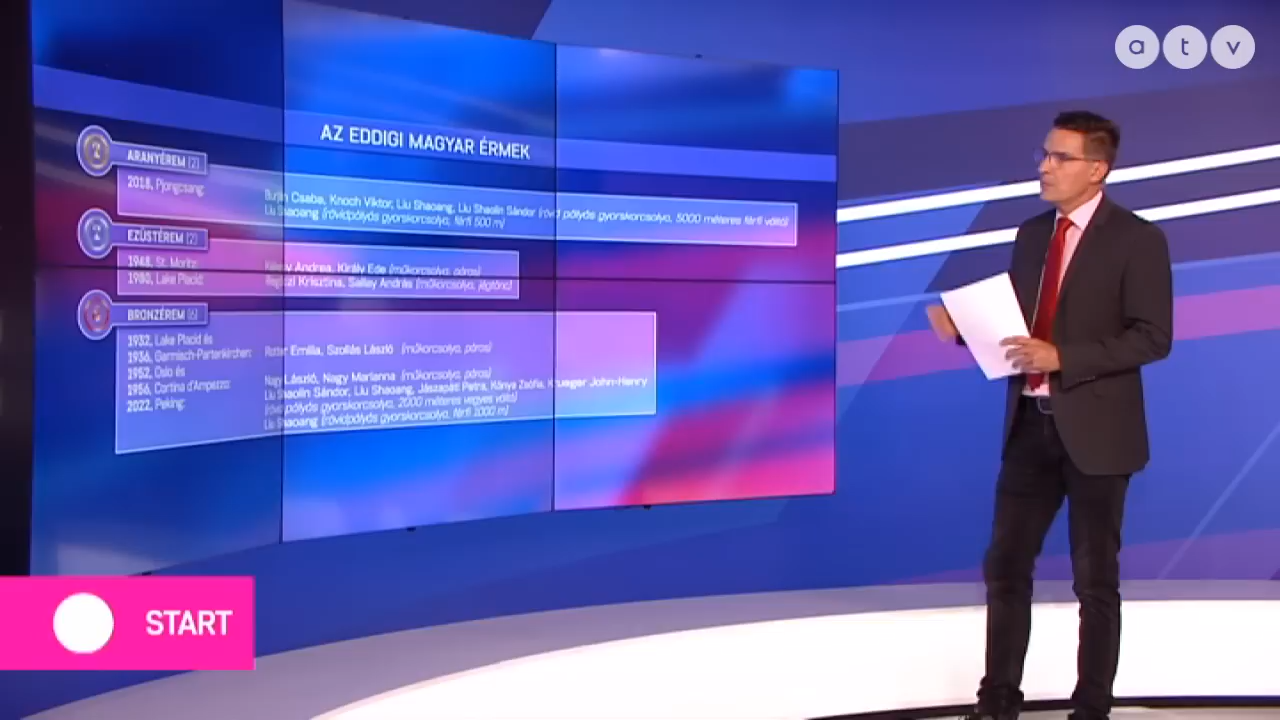 atv
AZ EDDIGI MAGYAR ÉRMEK
ARANYÉREM (2)
2018, Pjongcsang
Burján Csaba, Knoch Viktor, Liu Shaoang, Liu Shaolin Sándor (rövid pályás gyorskorcsolya, 5000 méteres férfi váltó)
Liu Shaoang (rövidpályás gyorskorcsolya, férfi 500 m)
EZÜSTÉREM (2)
1948, St. Moritz
Andrea, Király Ede (műkorcsolya, páros)
1980, Lake Placid
Krisztina, Sallay András (műkorcsolya, jégtánc)
BRONZÉREM (6)
1932, Lake Placid és
1936, Garmisch-Partenkirchen:
Rotter Emilia, Szollás László (műkorcsolya, páros)
1952, Oslo és
1956, Cortina d'Ampezzo:
Nagy László, Nagy Marianna (műkorcsolya, páros)
2022, Peking:
Liu Shaolin Sándor, Liu Shaoang, Jászapáti Petra, Kónya Zsófia, Krueger John-Henry
(rövidpályás gyorskorcsolya, 2000 méteres vegyes váltó)
Liu Shaoang (rövidpályás gyorskorcsolya, férfi 1000 m)
START